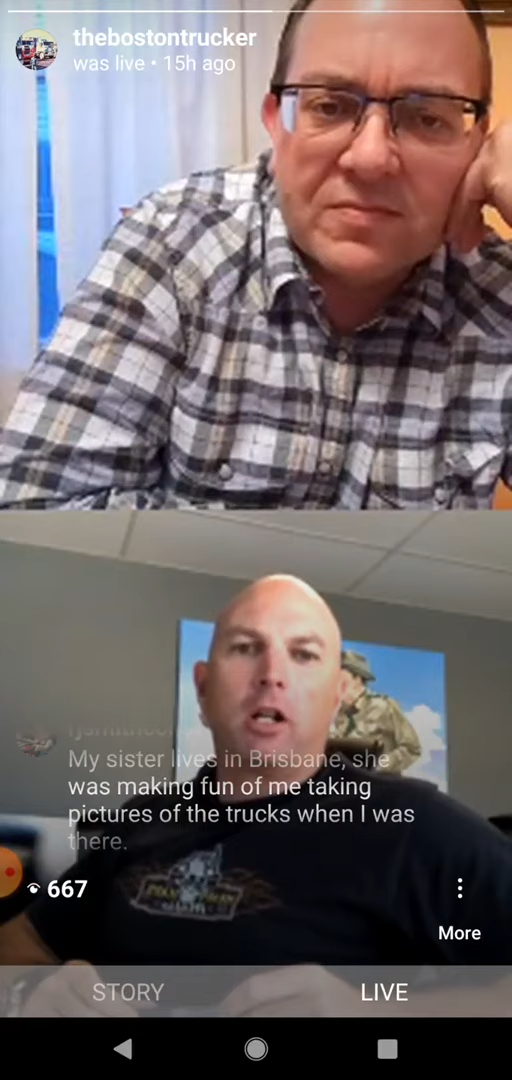 thebostontrucker
was live • 15h ago
My sister lives in Brisbane, she
was making fun of me taking
pictures of the trucks when I was
there.
667
More
STORY
LIVE